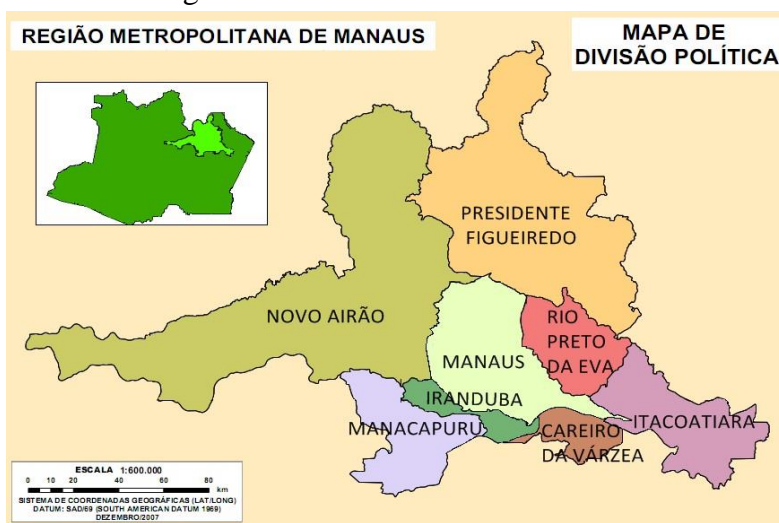 REGIÃO METROPOLITANA DE MANAUS
MAPA DE
DIVISÃO POLÍTICA
PRESIDENTE
FIGUEIREDO
NOVO AIRÃO
RIO
PRETO
DA EVA
MANAUS
IRANDUBA
MANACAPURU
CAREIRO
DA VÁRZEA
ITACOATIARA
ESCALA 1:600.000
0 10 20 40 60 80
km
SISTEMA DE COORDENADAS GEOGRÁFICAS (LAT/LONG)
DATUM: SAD/69 (SOUTH AMERICAN DATUM 1969)
DEZEMBRO/2007